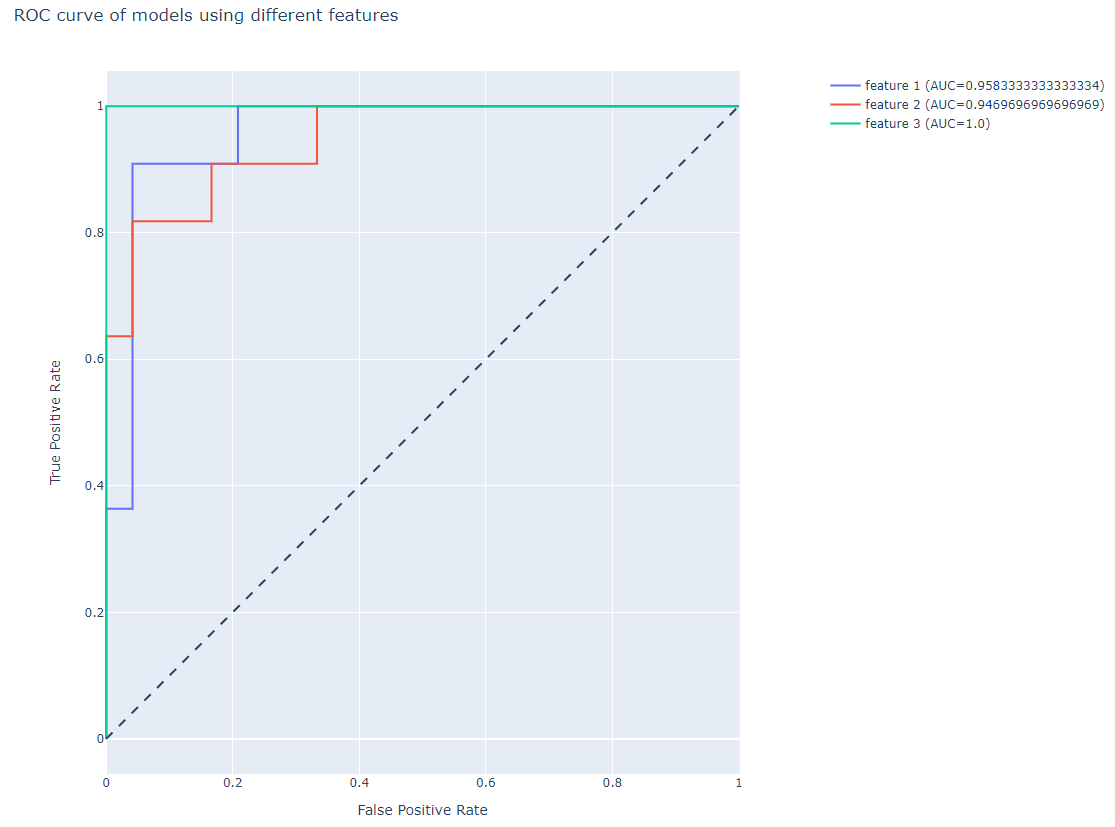 ROC curve of models using different features
feature 1 (AUC=0.9583333333333334)
feature 2 (AUC=0.9469696969696969)
feature 3 (AUC=1.0)
True Positive Rate
1
0.8
0.6
0.4
0.2
0
0 0.2 0.4 0.6 0.8 1
False Positive Rate